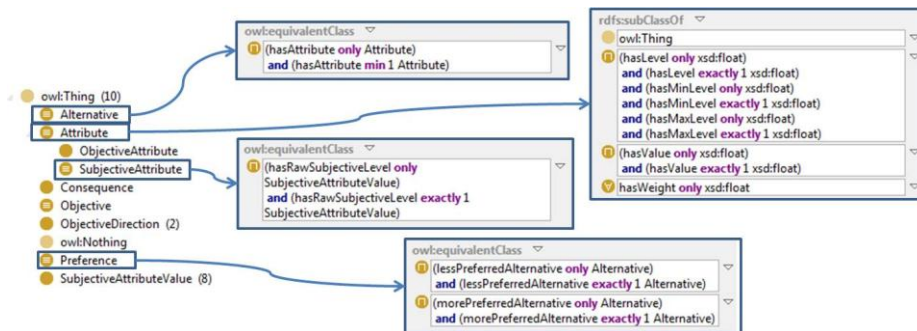 owl:Thing (10)
Alternative
Attribute
ObjectiveAttribute
SubjectiveAttribute
Consequence
Objective
ObjectiveDirection (2)
owl:Nothing
Preference
SubjectiveAttributeValue (8)
owl:equivalentClass
(hasAttribute only Attribute)
and (hasAttribute min 1 Attribute)
rdfs:subClassOf
owl:Thing
(hasLevel only xsd:float)
and (hasLevel exactly 1 xsd:float)
and (hasMinLevel only xsd:float)
and (hasMinLevel exactly 1 xsd:float)
and (hasMaxLevel only xsd:float)
and (hasMaxLevel exactly 1 xsd:float)
(hasValue only xsd:float)
and (hasValue exactly 1 xsd:float)
hasWeight only xsd:float
owl:equivalentClass
(hasRawSubjectiveLevel only
SubjectiveAttributeValue)
and (hasRawSubjectiveLevel exactly 1
SubjectiveAttributeValue)
owl:equivalentClass
(lessPreferredAlternative only Alternative)
and (lessPreferredAlternative exactly 1 Alternative)
(morePreferredAlternative only Alternative)
and (morePreferredAlternative exactly 1 Alternative)